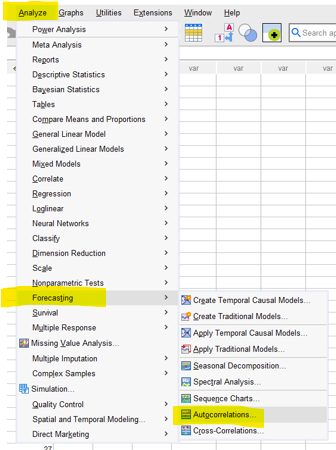 Analyze Graphs Utilities Extensions Window Help
Search ap
Power Analysis
Meta Analysis
Reports
Descriptive Statistics
Bayesian Statistics
Tables
Compare Means and Proportions
General Linear Model
Generalized Linear Models
Mixed Models
Correlate
Regression
Loglinear
Neural Networks
Classify
Dimension Reduction
Scale
Nonparametric Tests
Forecasting
Survival
Multiple Response
Missing Value Analysis...
Multiple Imputation
Complex Samples
Simulation...
Quality Control
Spatial and Temporal Modeling...
Direct Marketing
var var var var
Create Temporal Causal Models...
Create Traditional Models...
Apply Temporal Causal Models...
Apply Traditional Models...
Seasonal Decomposition...
Spectral Analysis...
Sequence Charts...
Autocorrelations...
Cross-Correlations...
27